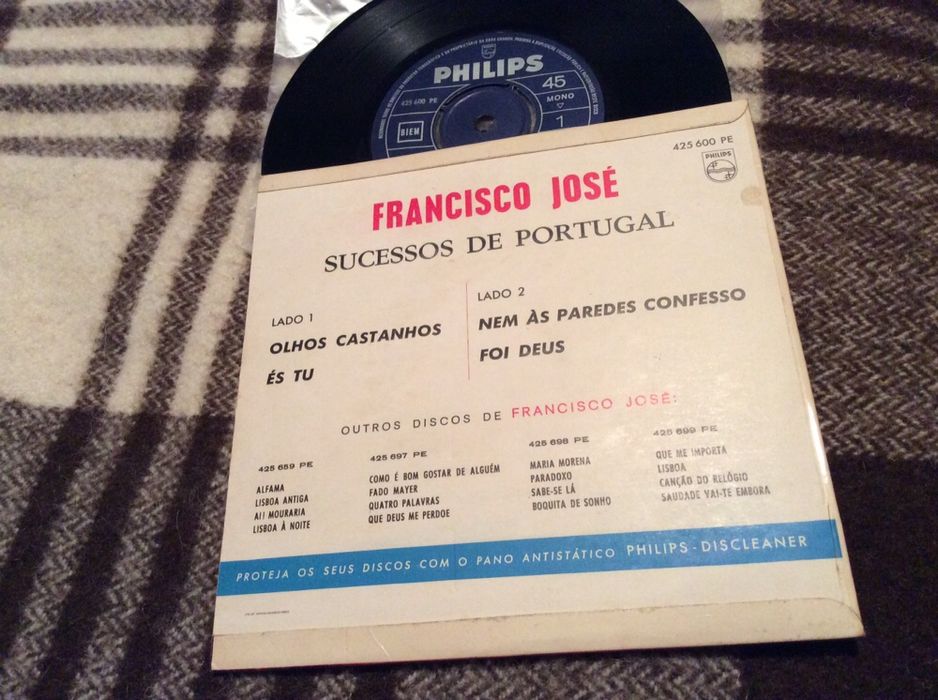 PHILIPS
425 600 PE
45
MONO
BIEM
1
425 600 PE
PHILIPS
FRANCISCO JOSÉ
SUCESSOS DE PORTUGAL
LADO 1
OLHOS CASTANHOS
ÉS TU
LADO 2
NEM ÀS PAREDES CONFESSO
FOI DEUS
OUTROS DISCOS DE FRANCISCO JOSÉ:
425 659 PE
ALFAMA
LISBOA ANTIGA
AI! MOURARIA
LISBOA À NOITE
425 697 PE
COMO É BOM GOSTAR DE ALGUÉM
FADO MAYER
QUATRO PALAVRAS
QUE DEUS ME PERDOE
425 698 PE
MARIA MORENA
PARADOXO
SABE-SE LÁ
BOQUITA DE SONHO
425 699 PE
QUE ME IMPORTA
LISBOA
CANÇÃO DO RELÓGIO
SAUDADE VAI-TE EMBORA
PROTEJA OS SEUS DISCOS COM O PANO ANTISTÁTICO PHILIPS - DISCLEANER